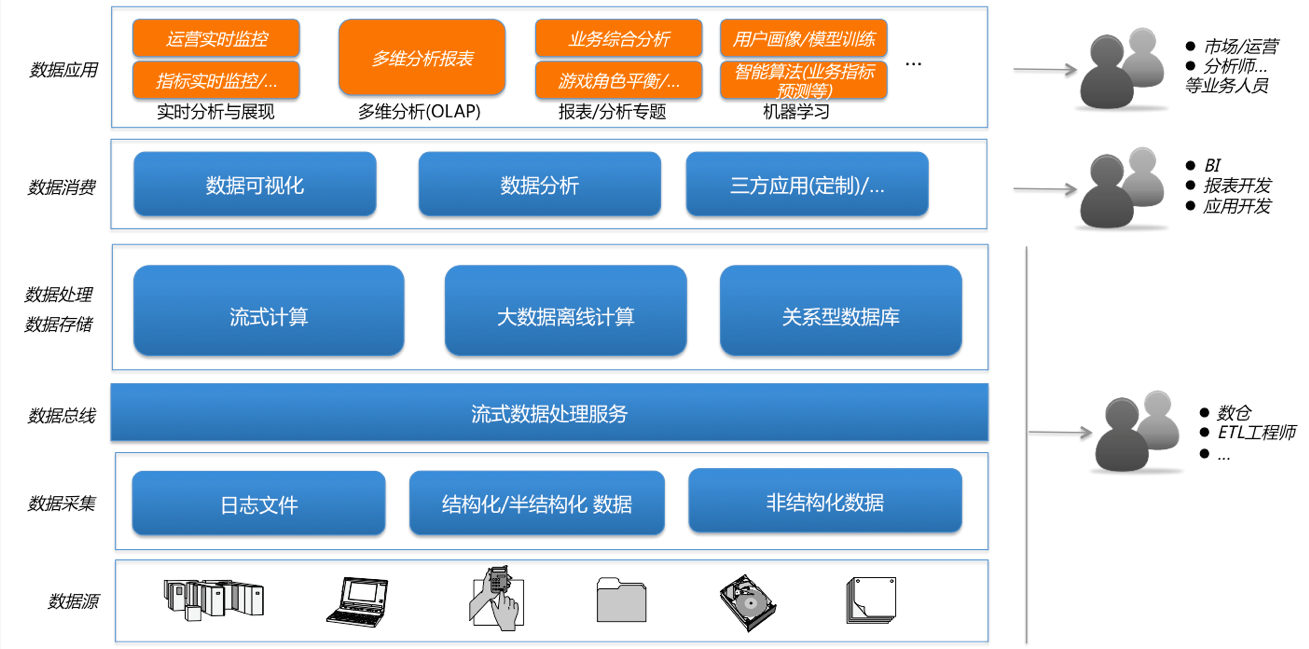 数据应用
运营实时监控
指标实时监控/...
实时分析与展现
多维分析报表
多维分析(OLAP)
业务综合分析
游戏角色平衡/...
报表/分析专题
用户画像/模型训练
智能算法(业务指标
预测等)
机器学习
...
● 市场/运营
● 分析师...
等业务人员
数据消费
数据可视化
数据分析
三方应用(定制)/...
● BI
● 报表开发
● 应用开发
数据处理
数据存储
流式计算
大数据离线计算
关系型数据库
数据总线
流式数据处理服务
● 数仓
● ETL工程师
● ...
数据采集
日志文件
结构化/半结构化 数据
非结构化数据
数据源